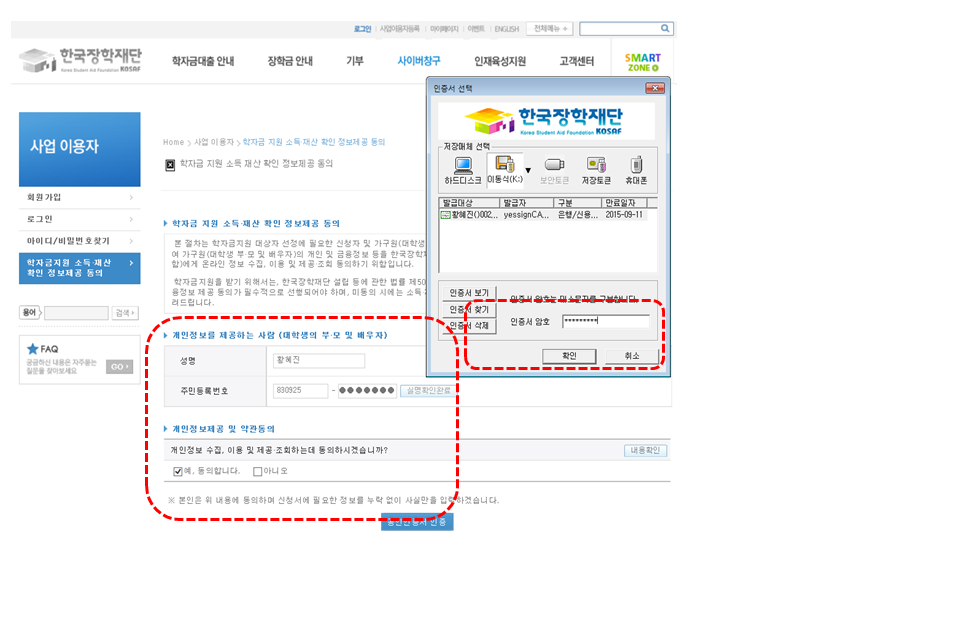 로그인 | 사업이용자등록 | 마이페이지 | 이벤트 | ENGLISH 전체메뉴 +
한국장학재단
Korea Student Aid Foundation KOSAF
학자금대출 안내 장학금 안내 기부 사이버창구 인재육성지원 고객센터
SMART
ZONE
사업 이용자
회원가입
로그인
아이디/비밀번호찾기
학자금지원 소득·재산
확인 정보제공 동의
용어 검색
FAQ
궁금하신 내용은 자주묻는
질문을 찾아보세요
GO
Home > 사업 이용자 > 학자금 지원 소득·재산 확인 정보제공 동의
학자금 지원 소득·재산 확인 정보제공 동의
학자금 지원 소득·재산 확인 정보제공 동의
본 절차는 학자금지원 대상자 선정에 필요한 신청자 및 가구원(대학생
여 가구원(대학생 부·모 및 배우자)의 개인 및 금융정보 등을 한국장학
함)에게 온라인 정보 수집, 이용 및 제공·조회 동의하기 위함입니다.
학자금지원을 받기 위해서는, 한국장학재단 설립 등에 관한 법률 제50
융정보 제공 동의가 필수적으로 선행되어야 하며, 미동의 시에는 소득·
려드립니다.
개인정보를 제공하는 사람 (대학생의 부·모 및 배우자)
성명 황혜진
주민등록번호 830925 - ●●●●●●● 실명확인완료
개인정보제공 및 약관동의
개인정보 수집, 이용 및 제공·조회하는데 동의하시겠습니까? 내용확인
예, 동의합니다. 아니오
※ 본인은 위 내용에 동의하며 신청서에 필요한 정보를 누락 없이 사실만을 입력하겠습니다.
공인인증서 인증
인증서 선택
한국장학재단
Korea Student Aid Foundation KOSAF
저장매체 선택
하드디스크 이동식(K:) 보안토큰 저장토큰 휴대폰
발급대상 발급자 구분 만료일자
황혜진()002... yessignCA... 은행/신용... 2015-09-11
인증서 보기
인증서 찾기
인증서 삭제
인증서 암호는 대소문자를 구분합니다.
인증서 암호 *********
확인 취소